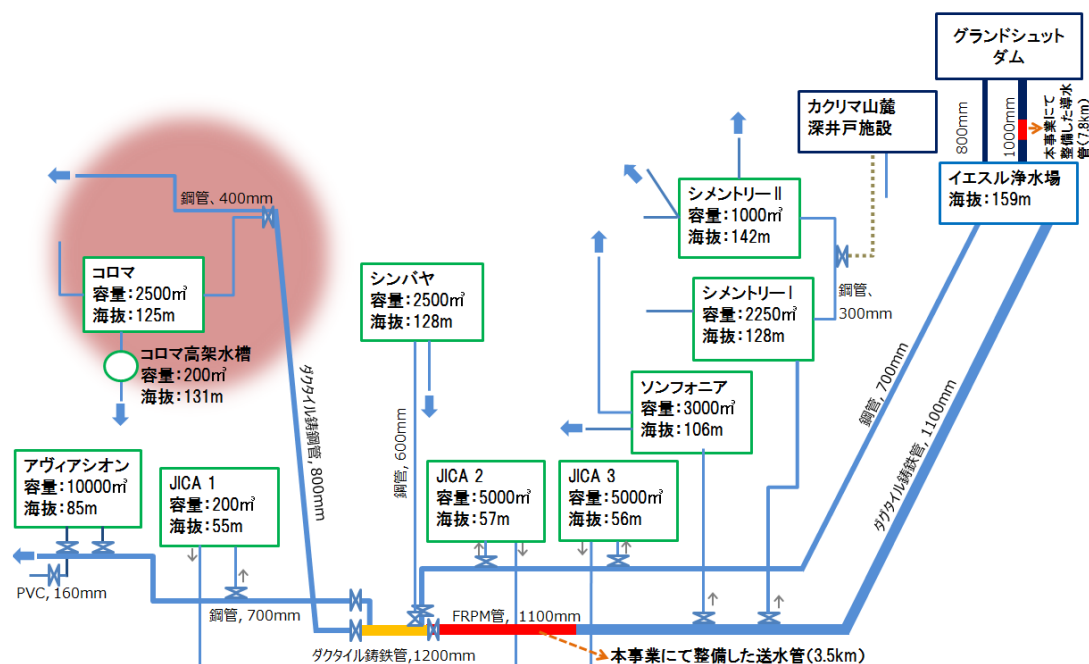 グランドシュット
ダム
カクリマ山麓
深井戸施設
800mm
1000mm
本事業にて
整備した導水
管(7.8km)
イエスル浄水場
海抜:159m
シメントリーⅡ
容量:1000㎥
海抜:142m
鋼管、400mm
コロマ
容量:2500㎥
海抜:125m
シンバヤ
容量:2500㎥
海抜:128m
シメントリーⅠ
容量:2250㎥
海抜:128m
鋼管、
300mm
コロマ高架水槽
容量:200㎥
海抜:131m
ダクタイル鋳鋼管, 800mm
鋼管, 600mm
ソンフォニア
容量:3000㎥
海抜:106m
鋼管, 700mm
ダグタイル鋳鉄管, 1100mm
アヴィアシオン
容量:10000㎥
海抜:85m
JICA 1
容量:200㎥
海抜:55m
JICA 2
容量:5000㎥
海抜:57m
JICA 3
容量:5000㎥
海抜:56m
PVC, 160mm
鋼管, 700mm
FRPM管, 1100mm
ダクタイル鋳鉄管,1200mm
本事業にて整備した送水管(3.5km)